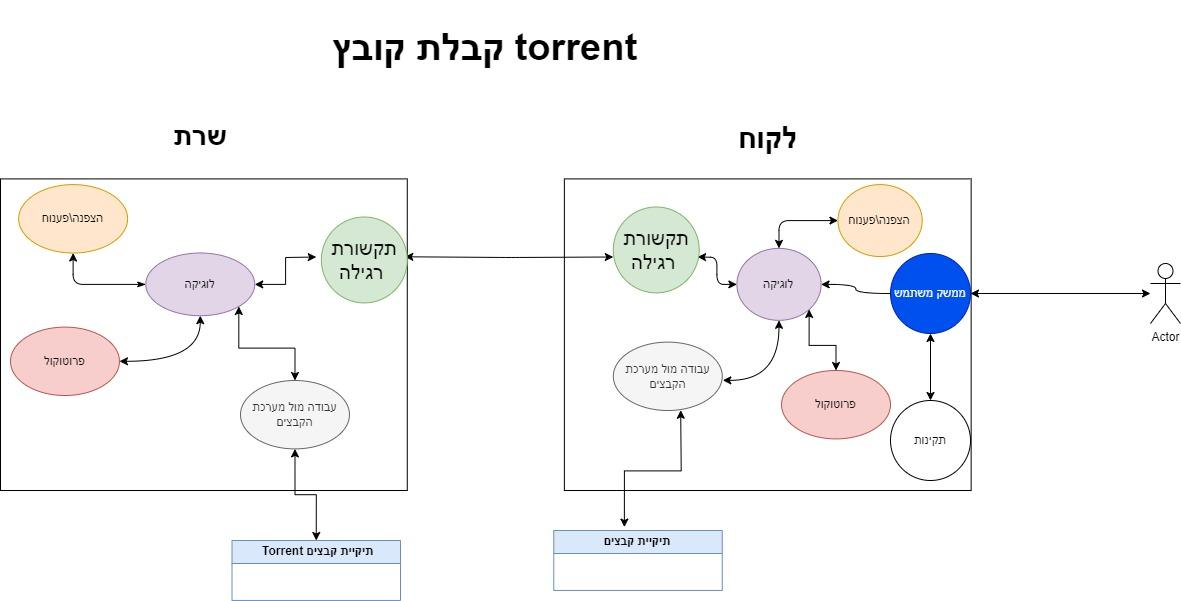 קבלת קובץ torrent
שרת
לקוח
הצפנה\פענוח
תקשורת
רגילה
לוגיקה
פרוטוקול
עבודה מול מערכת
הקבצים
תיקיית קבצים Torrent
הצפנה\פענוח
תקשורת
רגילה
לוגיקה
ממשק משתמש
עבודה מול מערכת
הקבצים
פרוטוקול
תקינות
תיקיית קבצים
Actor